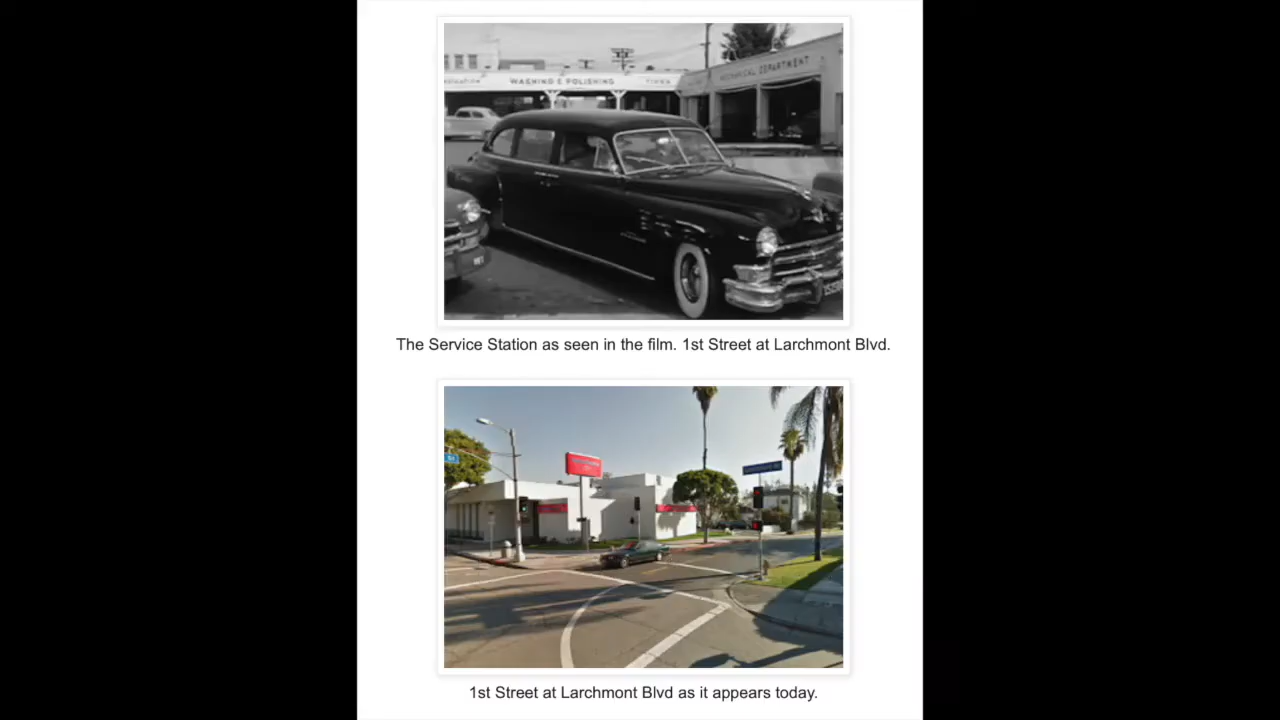 WASHING & POLISHING
TIRES
MECHANICAL DEPARTMENT
The Service Station as seen in the film. 1st Street at Larchmont Blvd.
1st Street at Larchmont Blvd as it appears today.